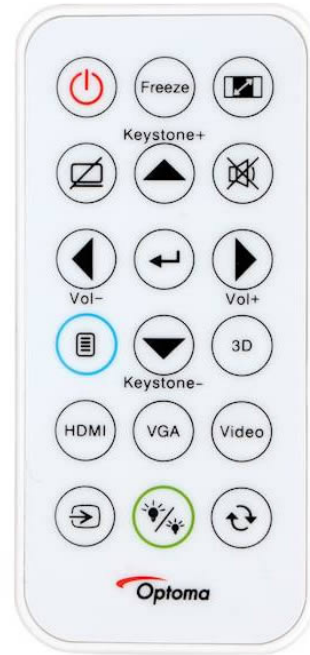 Freeze
Keystone+
Vol-
Vol+
3D
Keystone-
HDMI VGA Video
Optoma